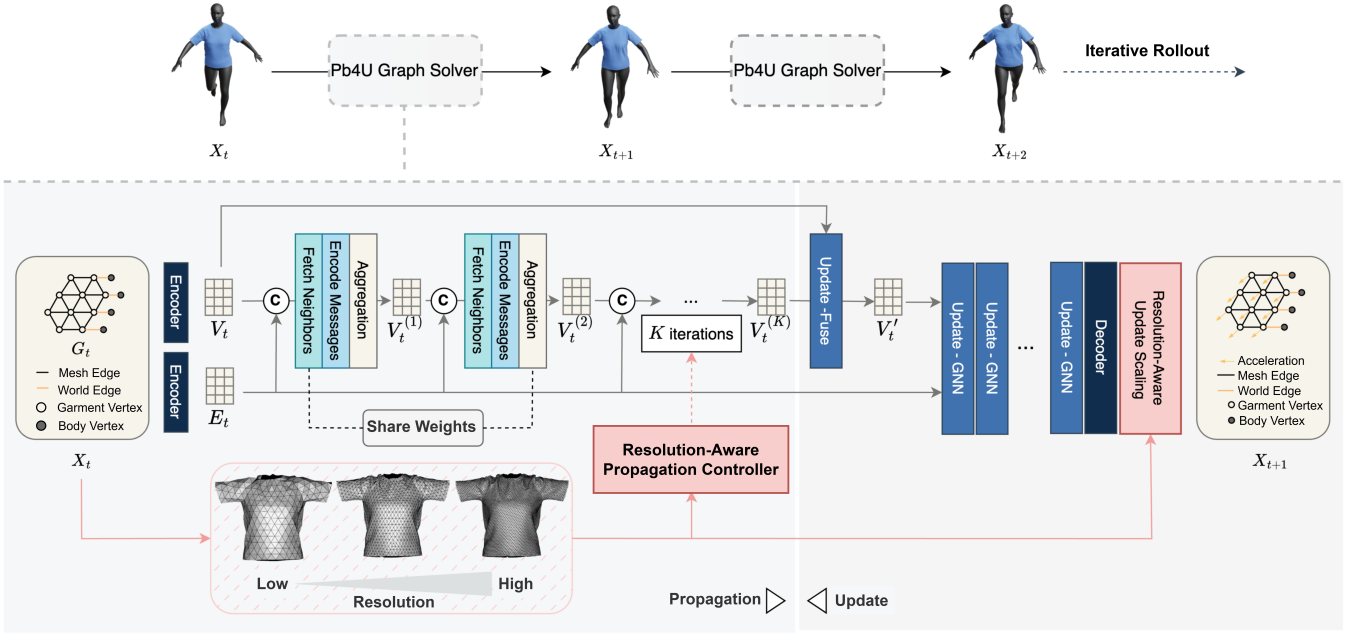 Pb4U Graph Solver
Pb4U Graph Solver
Iterative Rollout
X_t
X_{t+1}
X_{t+2}
Encoder
V_t
C
Fetch Neighbors
Encode Messages
Aggregation
V_t^{(1)}
C
Fetch Neighbors
Encode Messages
Aggregation
V_t^{(2)}
C
...
K iterations
V_t^{(K)}
Update -Fuse
V_t'
Update - GNN
Update - GNN
...
Update - GNN
Decoder
Resolution-Aware
Update Scaling
G_t
Mesh Edge
World Edge
Garment Vertex
Body Vertex
X_t
Encoder
E_t
Share Weights
Resolution-Aware
Propagation Controller
Acceleration
Mesh Edge
World Edge
Garment Vertex
Body Vertex
X_{t+1}
Low
High
Resolution
Propagation
Update